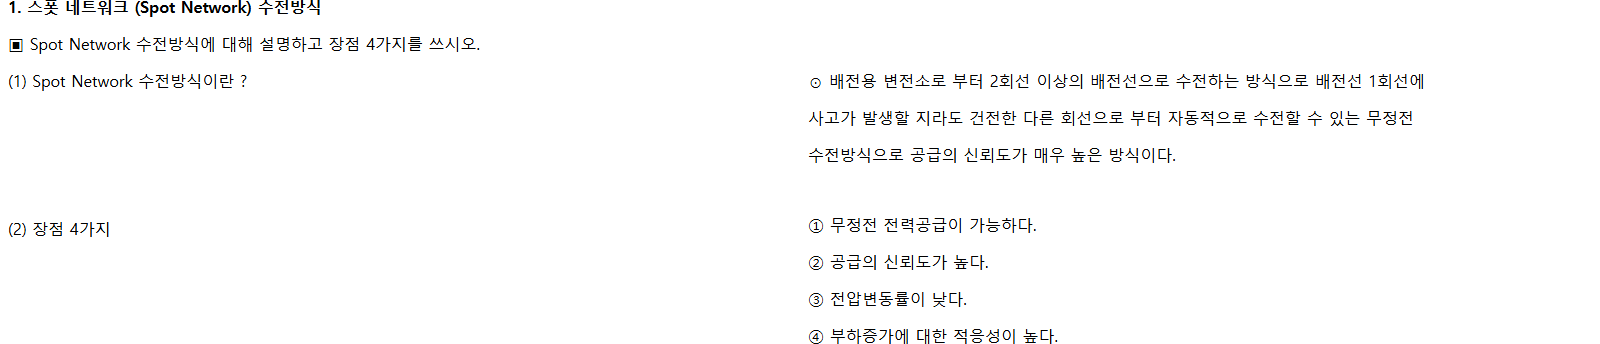 1. 스폿 네트워크 (Spot Network) 수전방식
▣ Spot Network 수전방식에 대해 설명하고 장점 4가지를 쓰시오.
(1) Spot Network 수전방식이란 ?
⊙ 배전용 변전소로 부터 2회선 이상의 배전선으로 수전하는 방식으로 배전선 1회선에
사고가 발생할 지라도 건전한 다른 회선으로 부터 자동적으로 수전할 수 있는 무정전
수전방식으로 공급의 신뢰도가 매우 높은 방식이다.
(2) 장점 4가지
① 무정전 전력공급이 가능하다.
② 공급의 신뢰도가 높다.
③ 전압변동률이 낮다.
④ 부하증가에 대한 적응성이 높다.